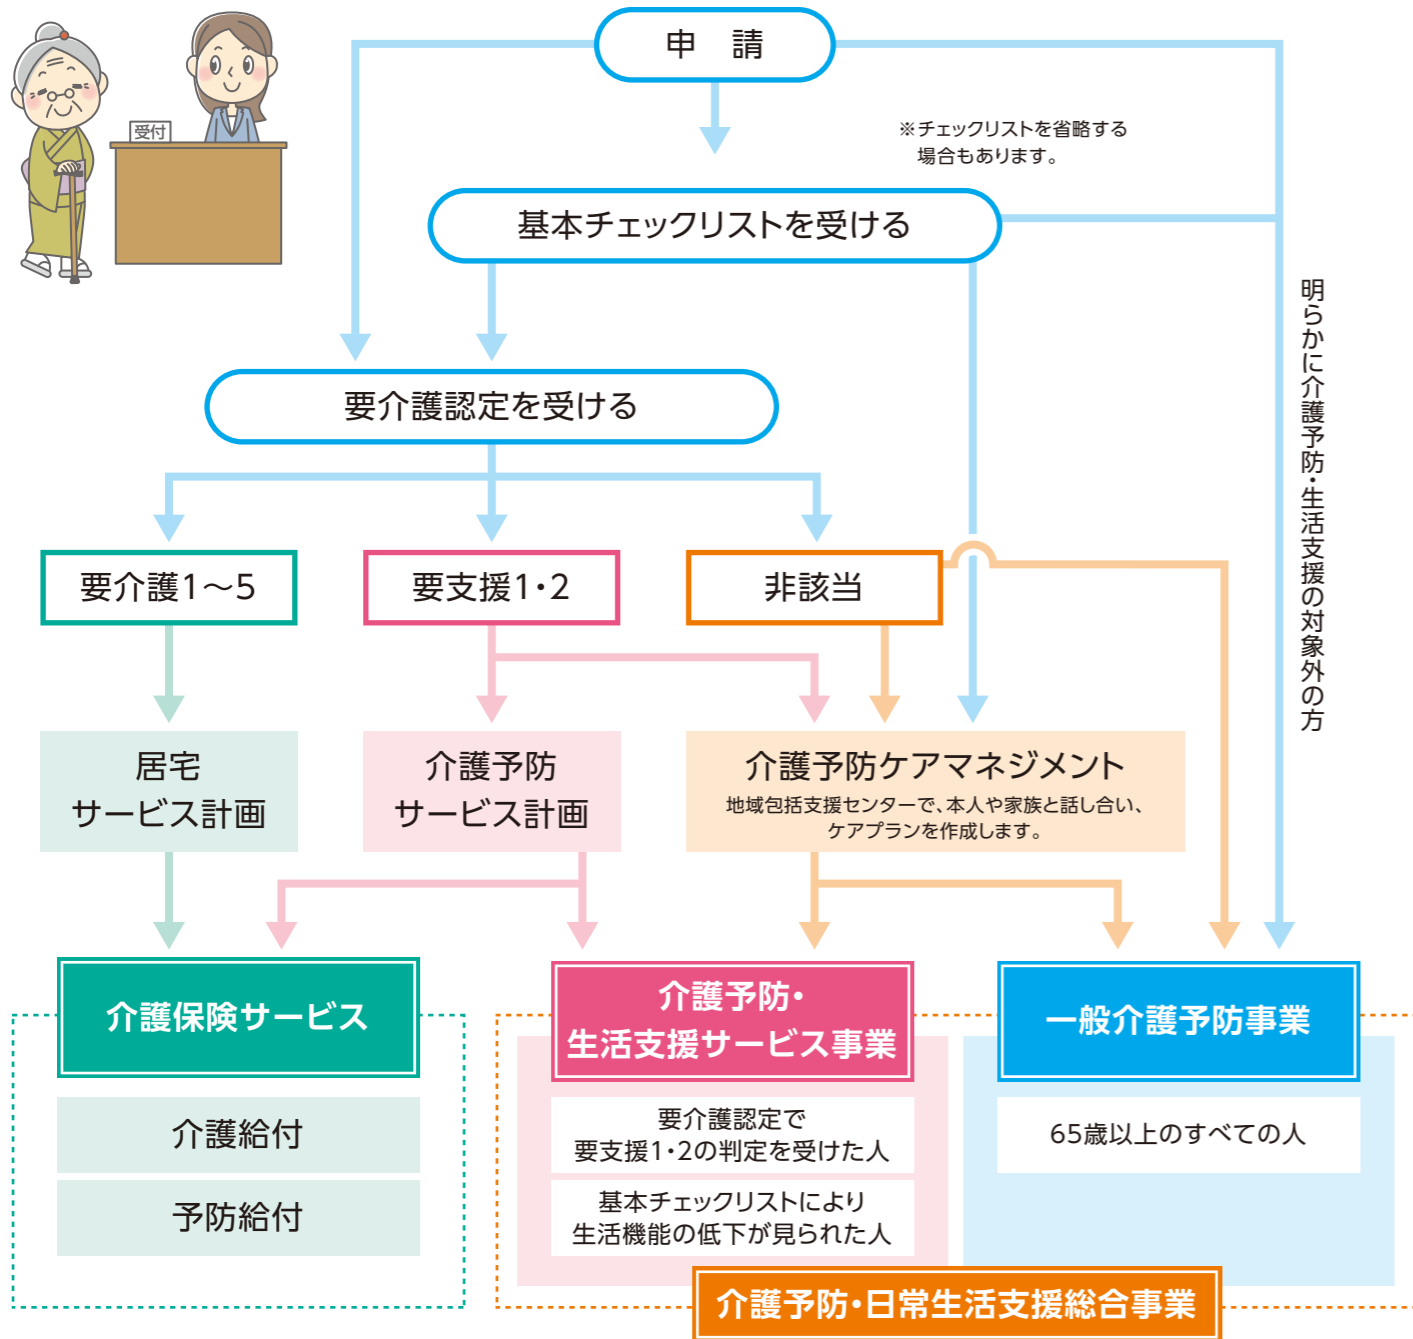 申　請
受付
※チェックリストを省略する
場合もあります。
基本チェックリストを受ける
明らかに介護予防・生活支援の対象外の方
要介護認定を受ける
要介護1～5
要支援1・2
非該当
居宅
サービス計画
介護予防
サービス計画
介護予防ケアマネジメント
地域包括支援センターで、本人や家族と話し合い、
ケアプランを作成します。
介護保険サービス
介護給付
予防給付
介護予防・
生活支援サービス事業
要介護認定で
要支援1・2の判定を受けた人
基本チェックリストにより
生活機能の低下が見られた人
一般介護予防事業
65歳以上のすべての人
介護予防・日常生活支援総合事業